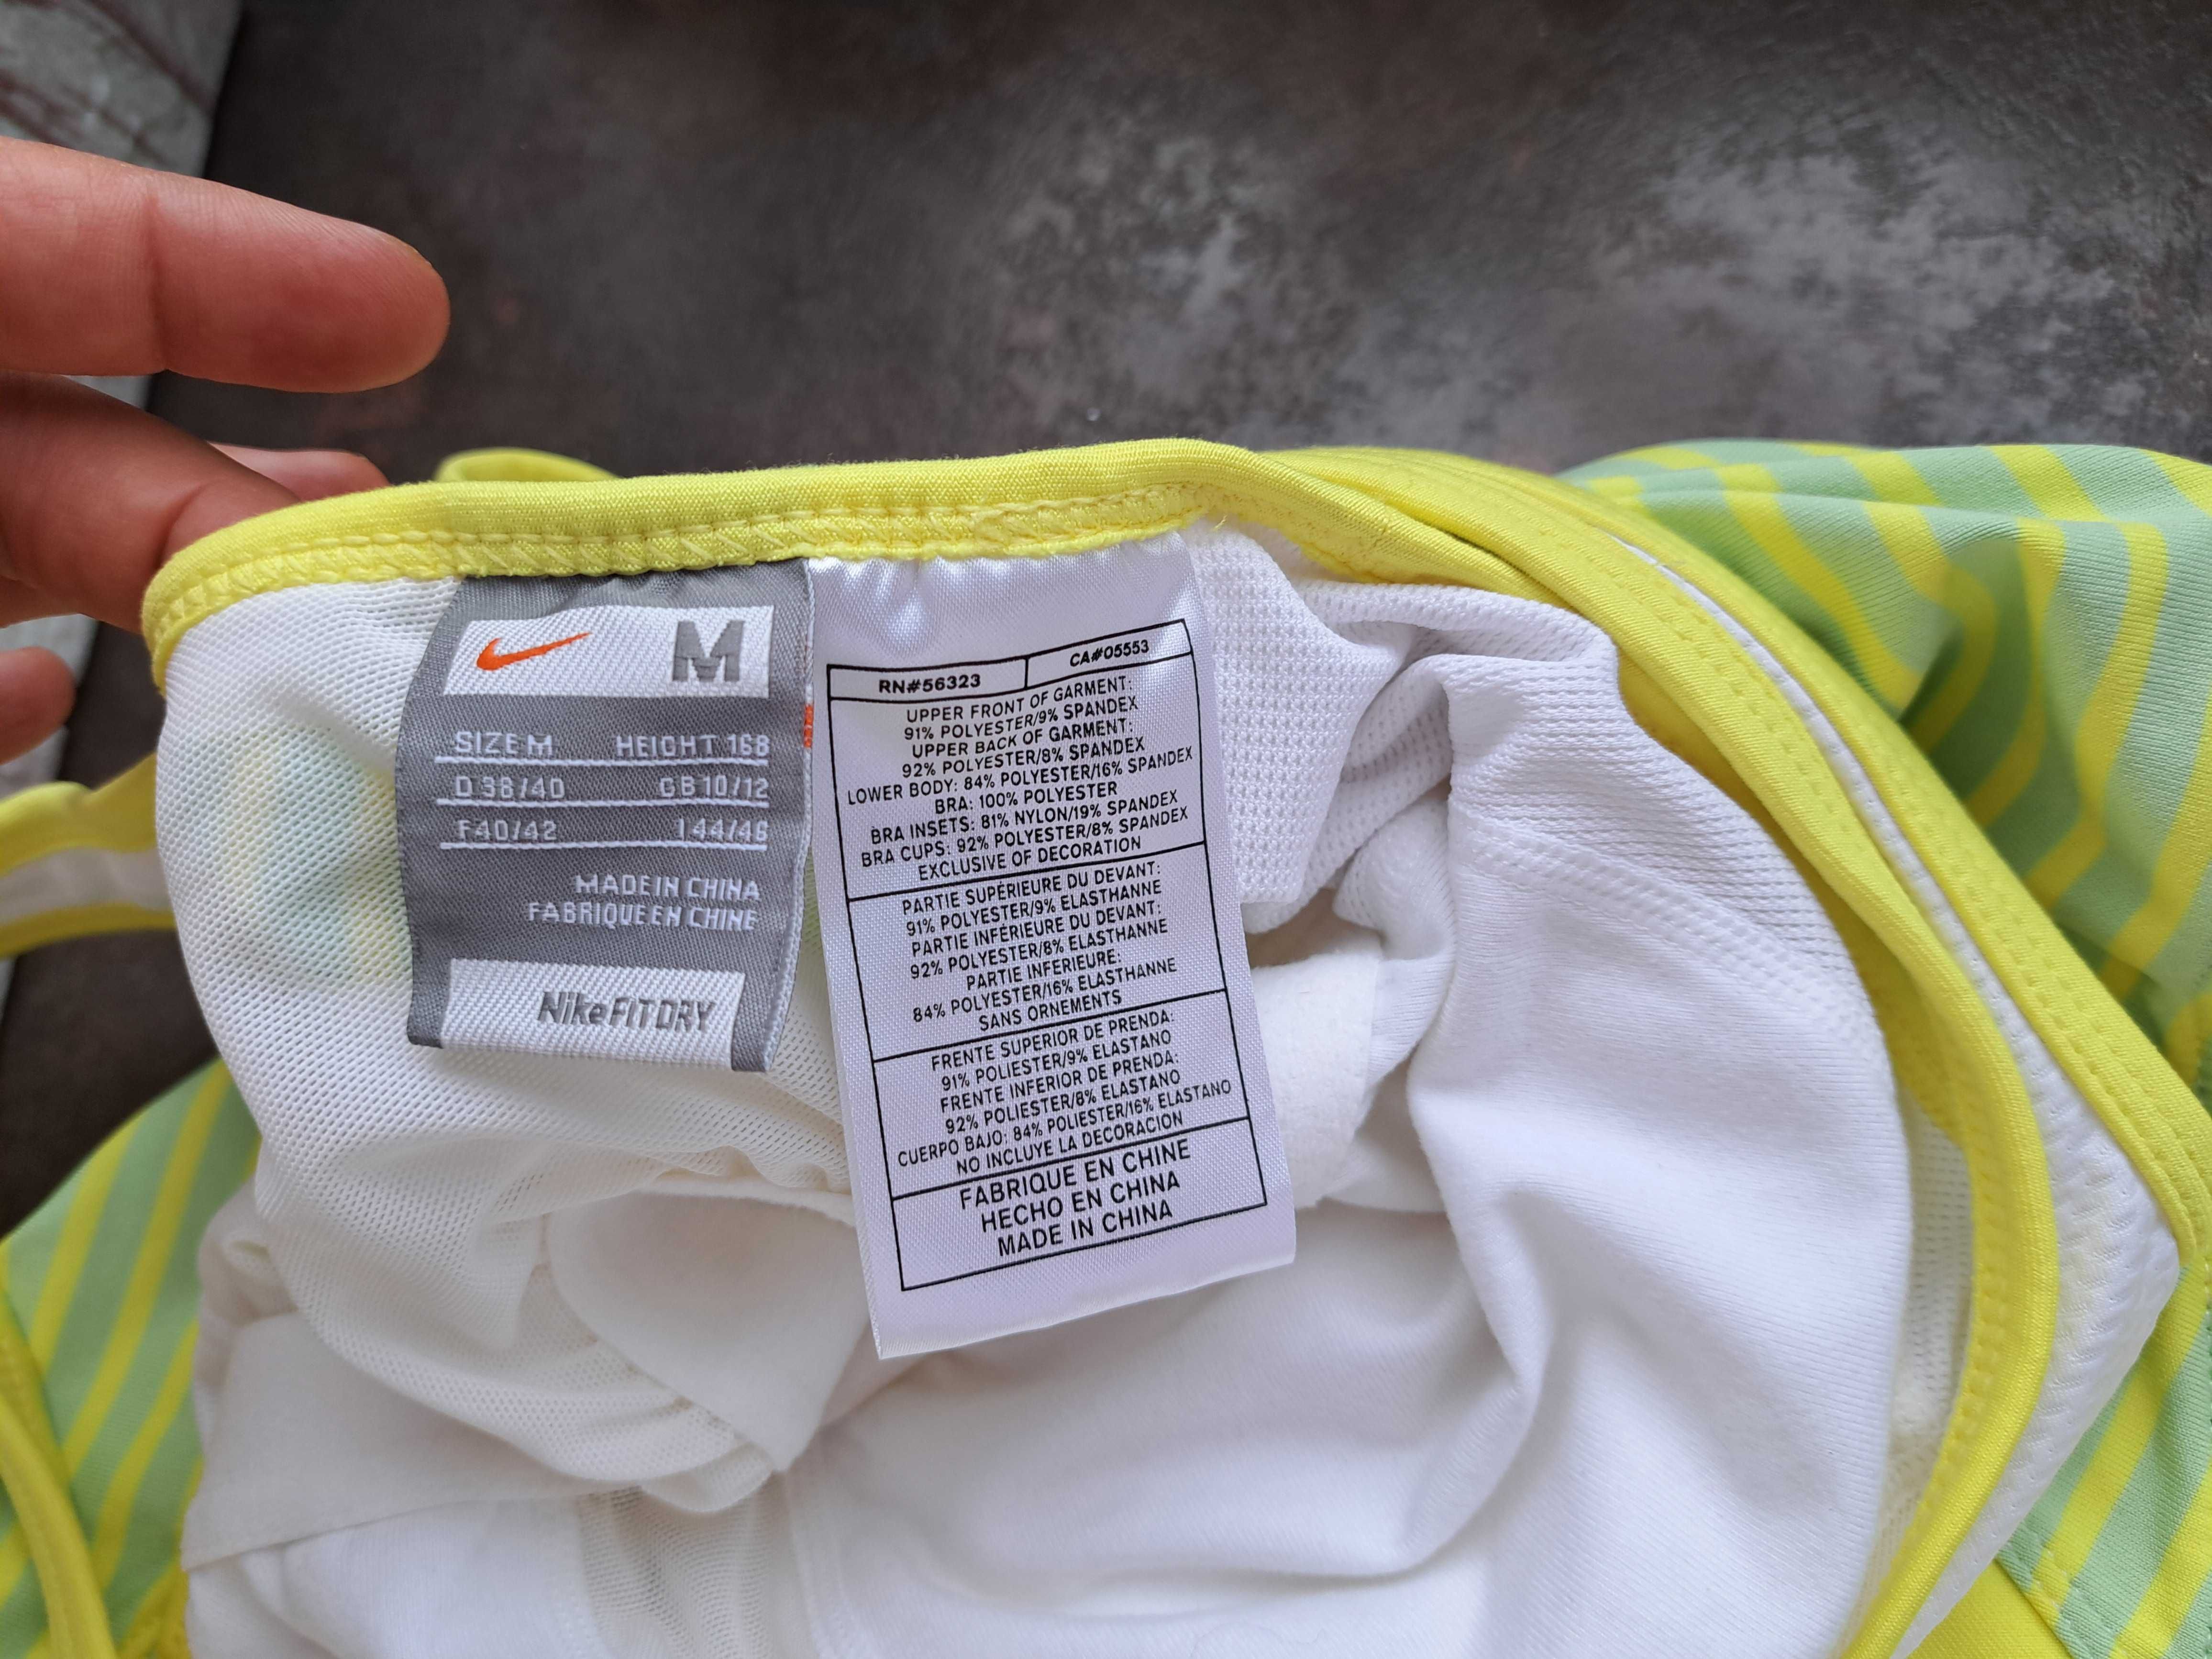 M
SIZE M HEIGHT 168
D 38/40 GB 10/12
F 40/42 I 44/46
MADE IN CHINA
FABRIQUE EN CHINE
Nike FIT DRY
RN#56323 CA#05553
UPPER FRONT OF GARMENT:
91% POLYESTER/9% SPANDEX
UPPER BACK OF GARMENT:
92% POLYESTER/8% SPANDEX
LOWER BODY: 84% POLYESTER/16% SPANDEX
BRA: 100% POLYESTER
BRA INSETS: 81% NYLON/19% SPANDEX
BRA CUPS: 92% POLYESTER/8% SPANDEX
EXCLUSIVE OF DECORATION
PARTIE SUPÉRIEURE DU DEVANT:
91% POLYESTER/9% ELASTHANNE
PARTIE INFÉRIEURE DU DEVANT:
92% POLYESTER/8% ELASTHANNE
PARTIE INFERIEURE:
84% POLYESTER/16% ELASTHANNE
SANS ORNEMENTS
FRENTE SUPERIOR DE PRENDA:
91% POLIESTER/9% ELASTANO
FRENTE INFERIOR DE PRENDA:
92% POLIESTER/8% ELASTANO
CUERPO BAJO: 84% POLIESTER/16% ELASTANO
NO INCLUYE LA DECORACION
FABRIQUE EN CHINE
HECHO EN CHINA
MADE IN CHINA